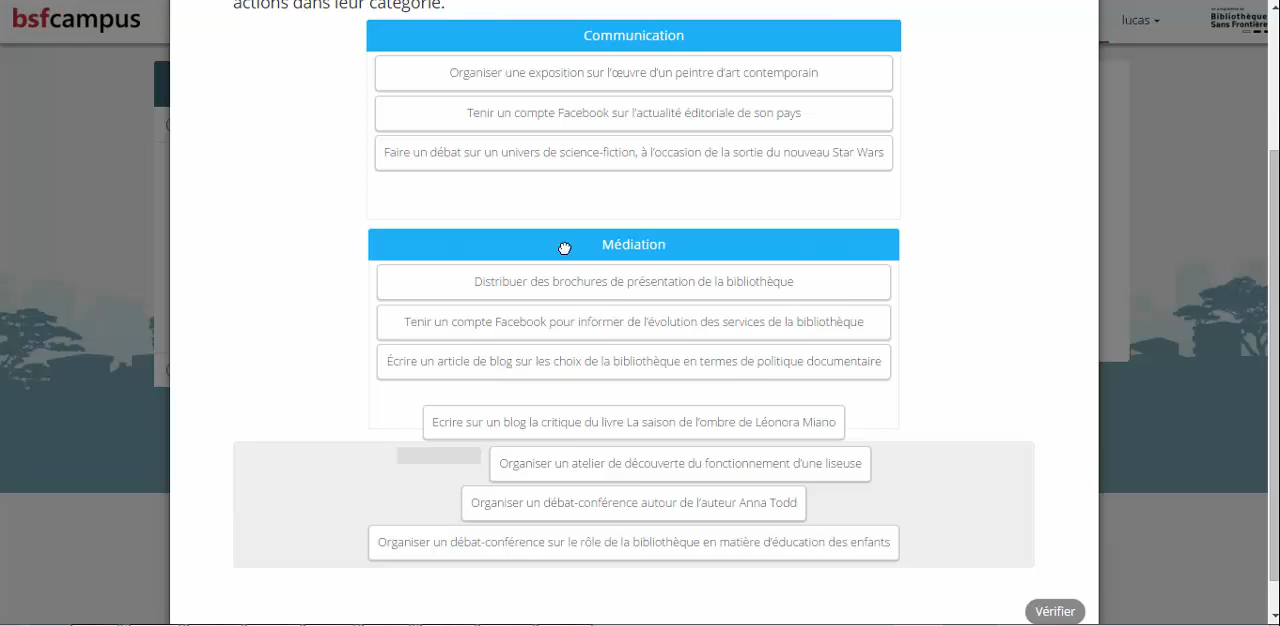 actions dans leur catégorie.
bsfcampus
lucas
Bibliothèques
Sans Frontières
Communication
Organiser une exposition sur l'œuvre d'un peintre d'art contemporain
Tenir un compte Facebook sur l'actualité éditoriale de son pays
Faire un débat sur un univers de science-fiction, à l'occasion de la sortie du nouveau Star Wars
Médiation
Distribuer des brochures de présentation de la bibliothèque
Tenir un compte Facebook pour informer de l'évolution des services de la bibliothèque
Écrire un article de blog sur les choix de la bibliothèque en termes de politique documentaire
Ecrire sur un blog la critique du livre La saison de l'ombre de Léonora Miano
Organiser un atelier de découverte du fonctionnement d'une liseuse
Organiser un débat-conférence autour de l'auteur Anna Todd
Organiser un débat-conférence sur le rôle de la bibliothèque en matière d'éducation des enfants
Vérifier